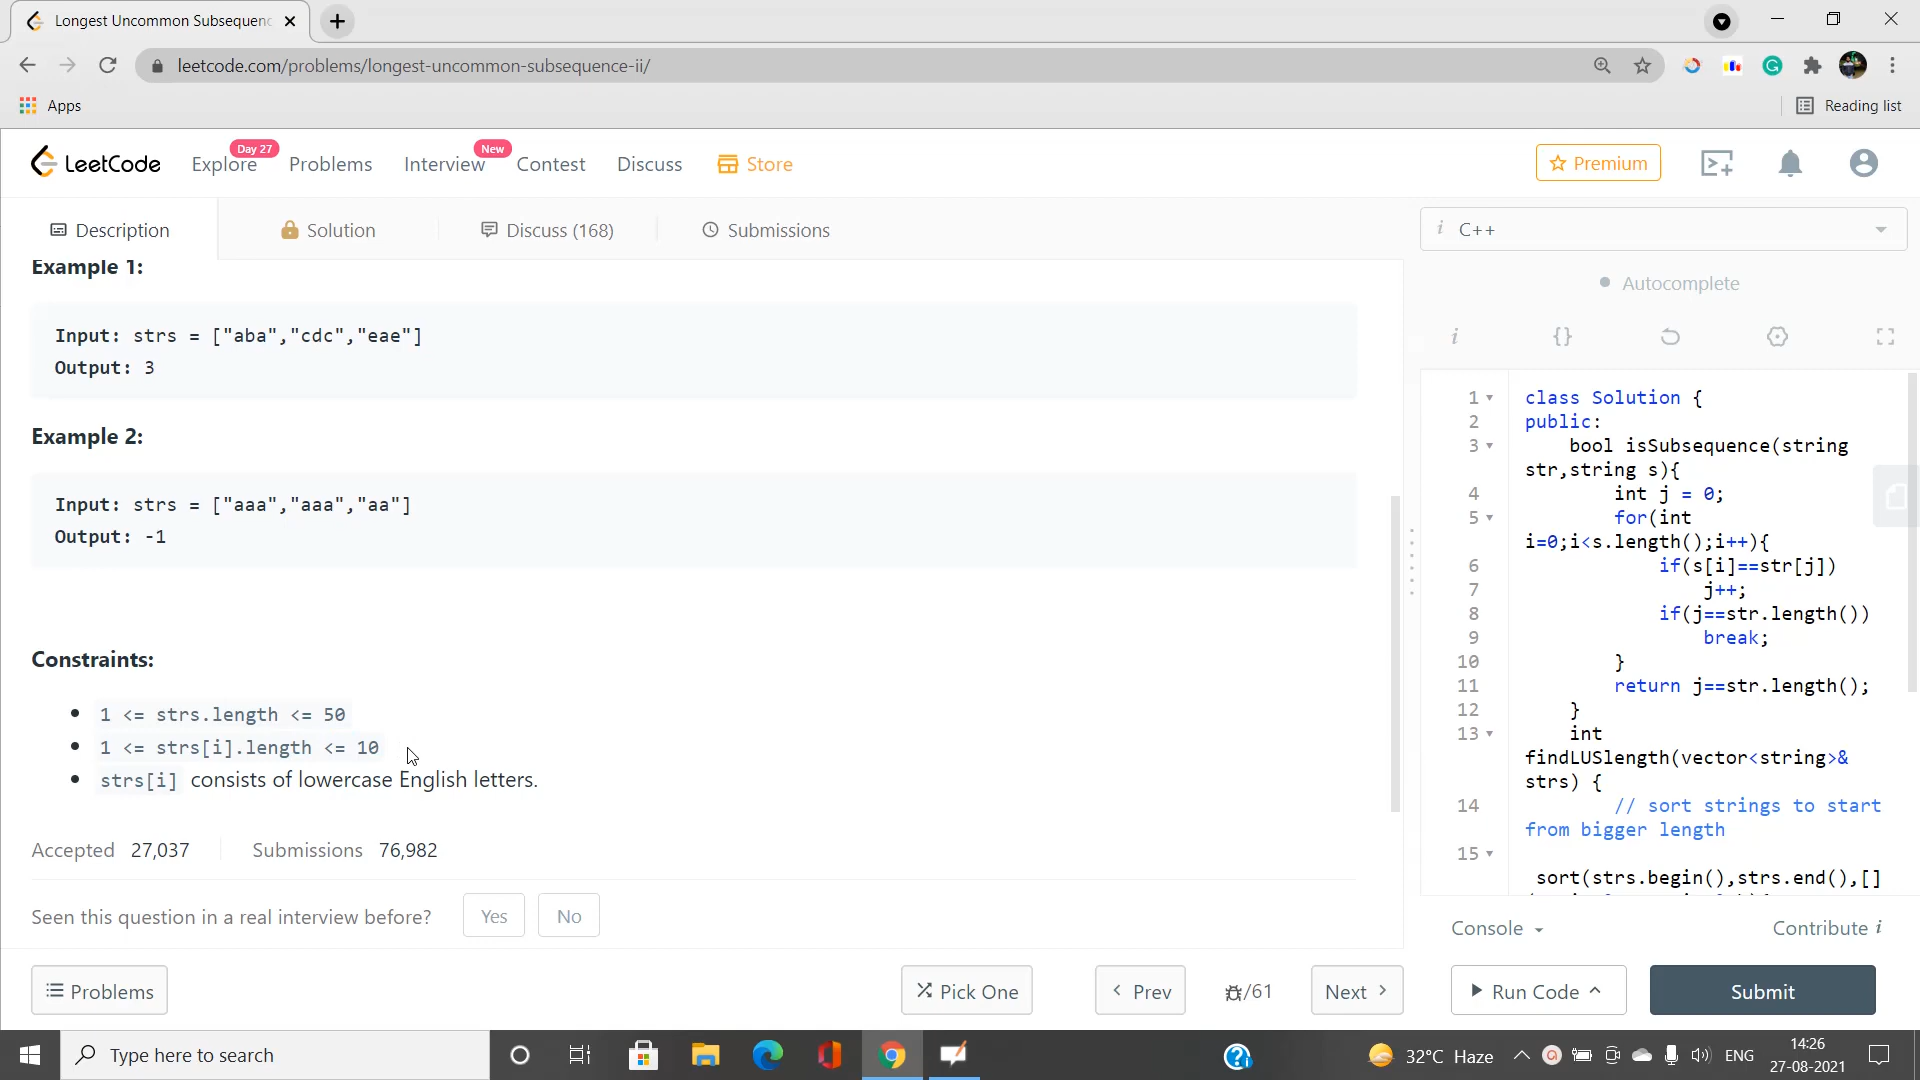 Longest Uncommon Subsequenc
leetcode.com/problems/longest-uncommon-subsequence-ii/
Apps
Reading list
LeetCode
Explore
Day 27
Problems
Interview
New
Contest
Discuss
Store
Premium
Description
Solution
Discuss (168)
Submissions
Example 1:
Input: strs = ["aba","cdc","eae"]
Output: 3
Example 2:
Input: strs = ["aaa","aaa","aa"]
Output: -1
Constraints:
1 <= strs.length <= 50
1 <= strs[i].length <= 10
strs[i] consists of lowercase English letters.
Accepted 27,037 Submissions 76,982
Seen this question in a real interview before? Yes No
Problems
Pick One
Prev
/61
Next
i C++
Autocomplete
i {}
1 class Solution {
2 public:
3 bool isSubsequence(string
str,string s){
4 int j = 0;
5 for(int
i=0;i<s.length();i++){
6 if(s[i]==str[j])
7 j++;
8 if(j==str.length())
9 break;
10 }
11 return j==str.length();
12 }
13 int
findLUSlength(vector<string>&
strs) {
14 // sort strings to start
from bigger length
15
sort(strs.begin(),strs.end(),[]
Console
Contribute i
Run Code
Submit
Type here to search
32°C Haze
ENG
14:26
27-08-2021